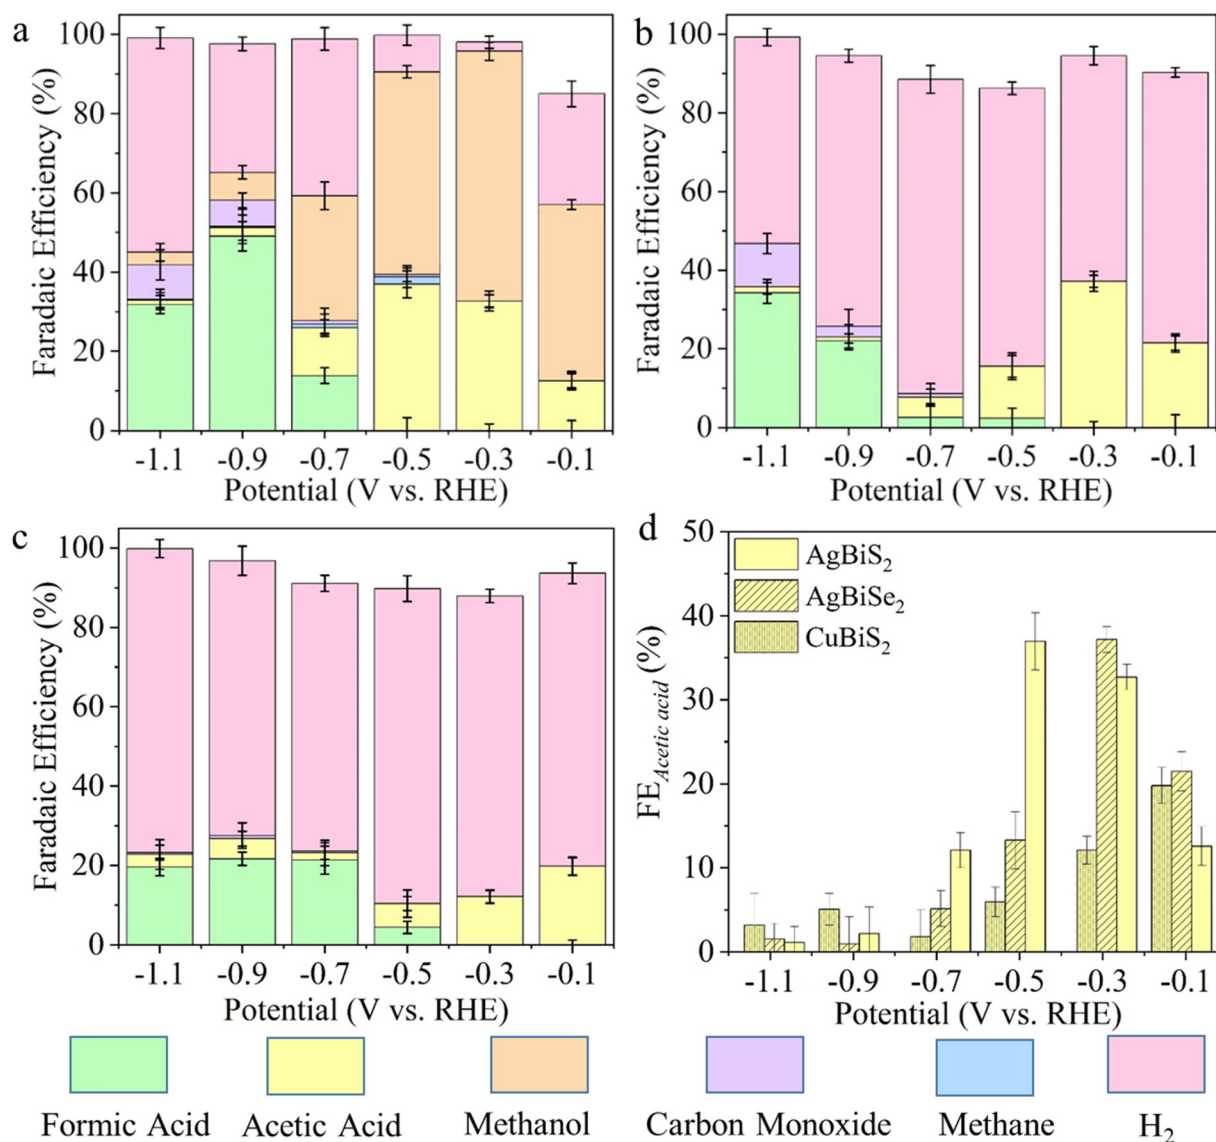 a
Faradaic Efficiency (%)
100
80
60
40
20
0
-1.1 -0.9 -0.7 -0.5 -0.3 -0.1
Potential (V vs. RHE)
b
Faradaic Efficiency (%)
100
80
60
40
20
0
-1.1 -0.9 -0.7 -0.5 -0.3 -0.1
Potential (V vs. RHE)
c
Faradaic Efficiency (%)
100
80
60
40
20
0
-1.1 -0.9 -0.7 -0.5 -0.3 -0.1
Potential (V vs. RHE)
d
FE_Acetic acid (%)
50
40
30
20
10
0
AgBiS₂
AgBiSe₂
CuBiS₂
-1.1 -0.9 -0.7 -0.5 -0.3 -0.1
Potential (V vs. RHE)
Formic Acid Acetic Acid Methanol Carbon Monoxide Methane H₂